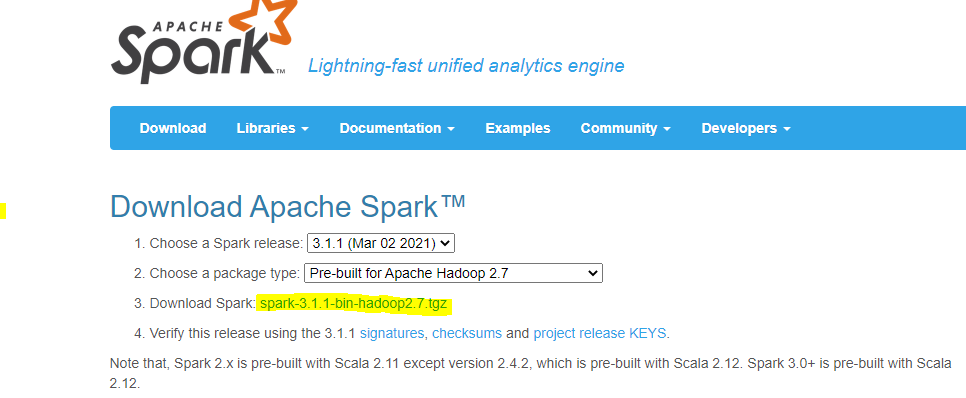 APACHE
Spark™
Lightning-fast unified analytics engine
Download Libraries Documentation Examples Community Developers
Download Apache Spark™
1. Choose a Spark release: 3.1.1 (Mar 02 2021)
2. Choose a package type: Pre-built for Apache Hadoop 2.7
3. Download Spark: spark-3.1.1-bin-hadoop2.7.tgz
4. Verify this release using the 3.1.1 signatures, checksums and project release KEYS.
Note that, Spark 2.x is pre-built with Scala 2.11 except version 2.4.2, which is pre-built with Scala 2.12. Spark 3.0+ is pre-built with Scala
2.12.